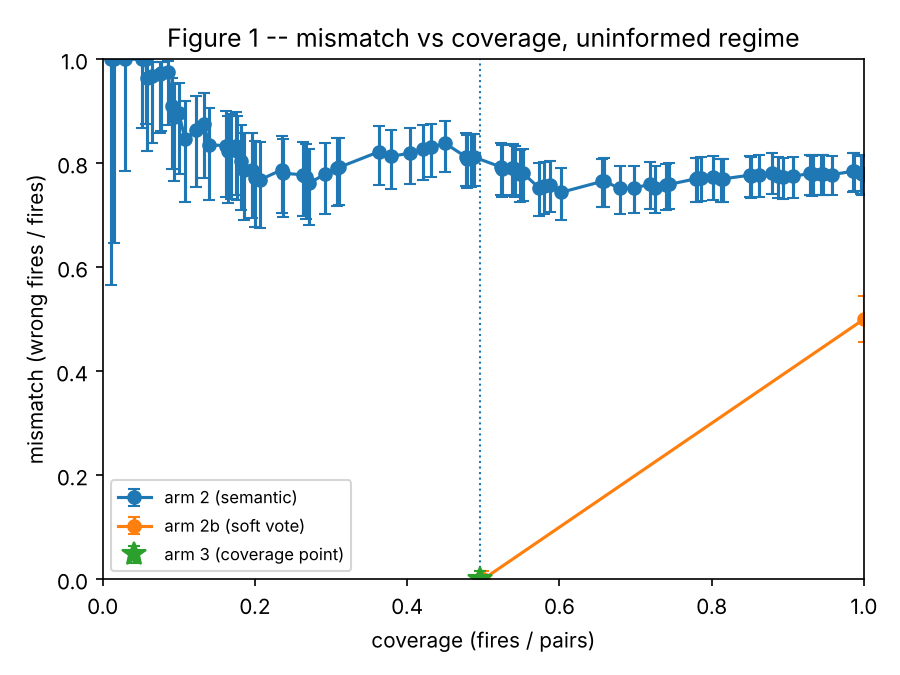 Figure 1 -- mismatch vs coverage, uninformed regime
mismatch (wrong fires / fires)
1.0
0.8
0.6
0.4
0.2
0.0
arm 2 (semantic)
arm 2b (soft vote)
arm 3 (coverage point)
0.0 0.2 0.4 0.6 0.8 1.0
coverage (fires / pairs)